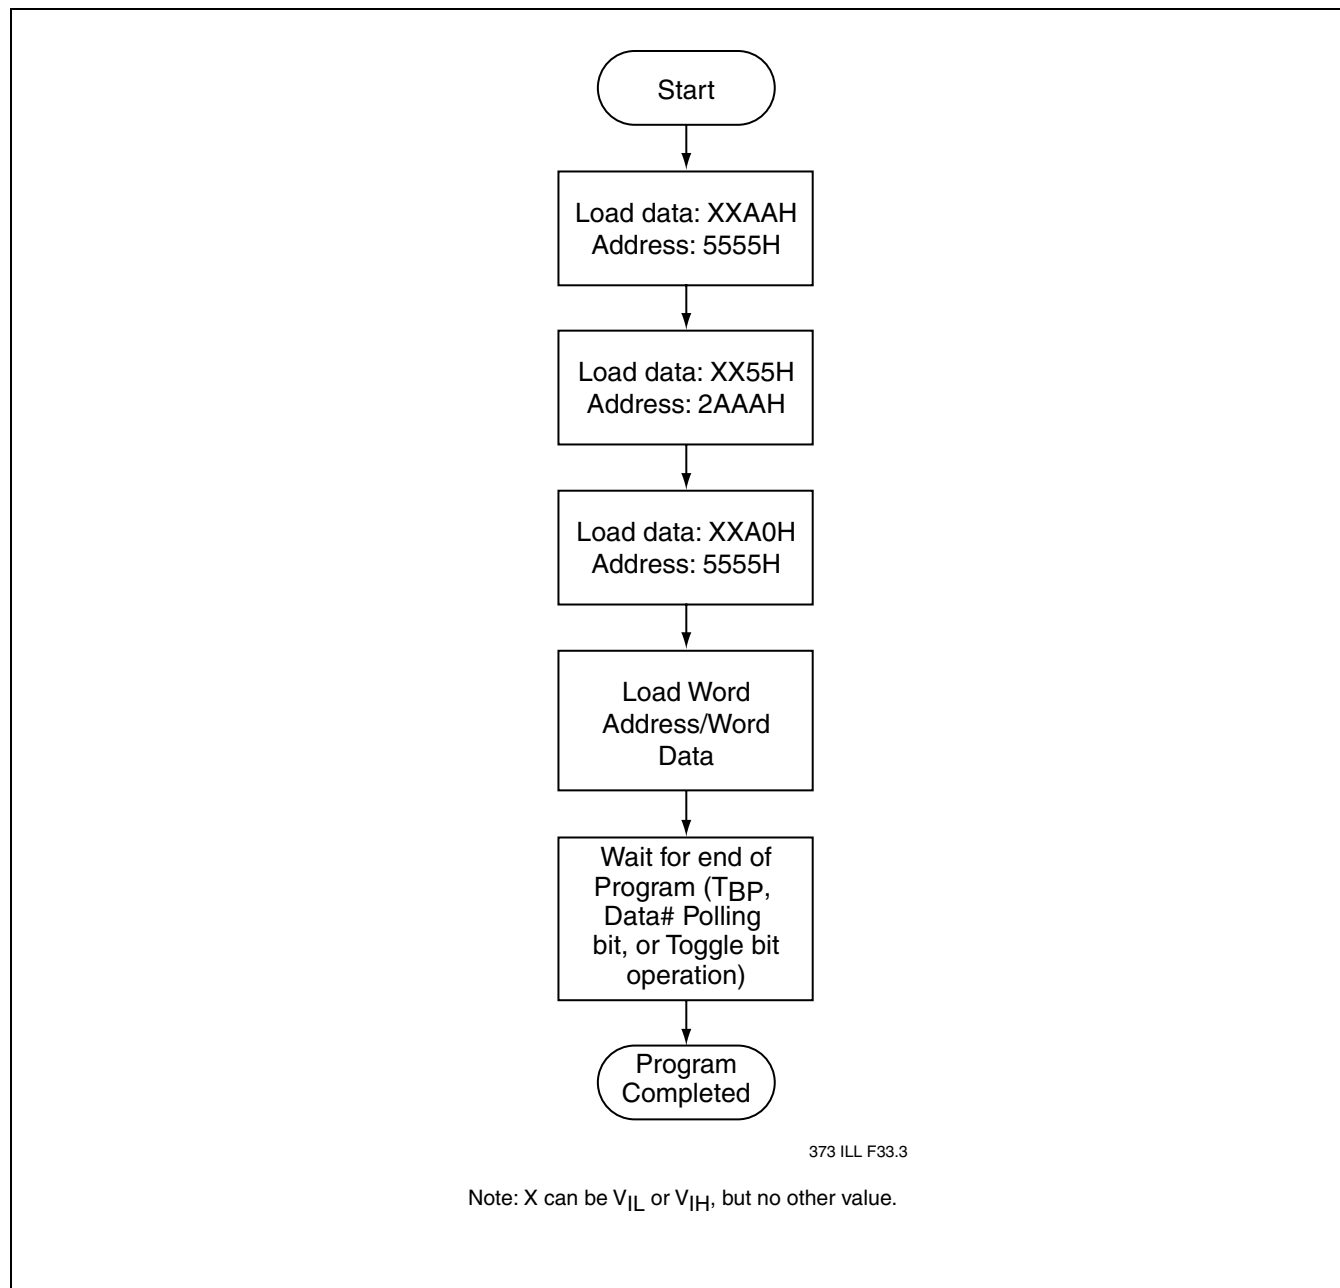 Start
Load data: XXAAH
Address: 5555H
Load data: XX55H
Address: 2AAAH
Load data: XXA0H
Address: 5555H
Load Word
Address/Word
Data
Wait for end of
Program (TBP,
Data# Polling
bit, or Toggle bit
operation)
Program
Completed
373 ILL F33.3
Note: X can be VIL or VIH, but no other value.